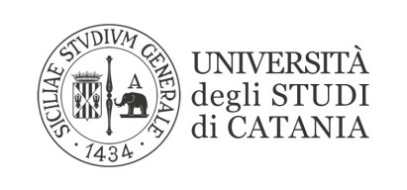 SICILIAE STVDIVM GENERALE
· 1434 ·
A
UNIVERSITÀ
degli STUDI
di CATANIA